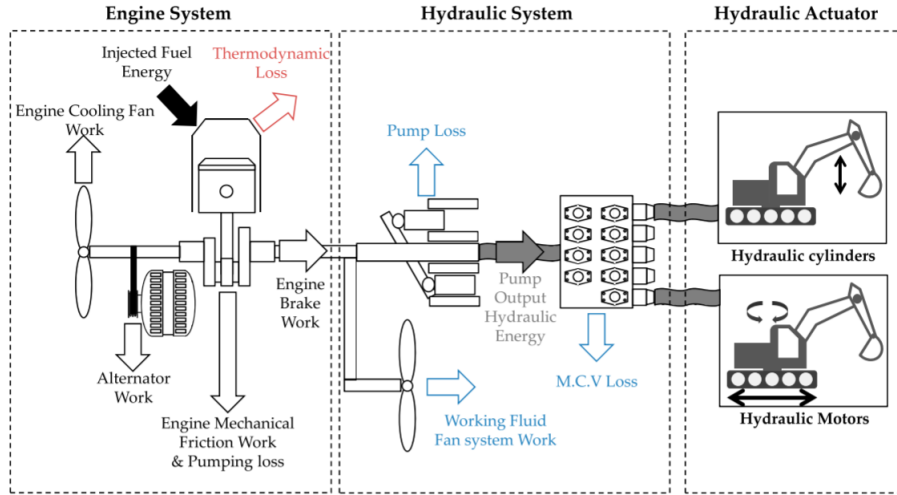 Engine System
Hydraulic System
Hydraulic Actuator
Injected Fuel
Energy
Thermodynamic
Loss
Engine Cooling Fan
Work
Alternator
Work
Engine Mechanical
Friction Work
& Pumping loss
Engine
Brake
Work
Pump Loss
Pump
Output
Hydraulic
Energy
M.C.V Loss
Working Fluid
Fan system Work
Hydraulic cylinders
Hydraulic Motors